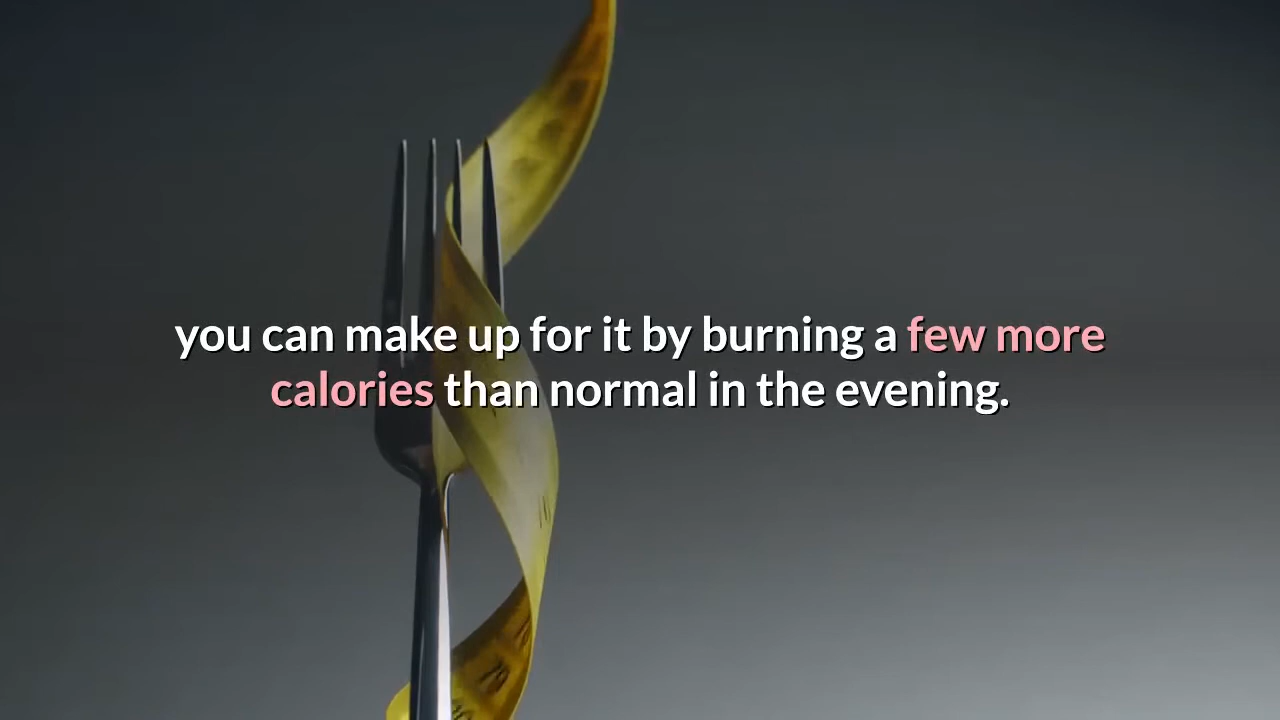 you can make up for it by burning a few more
calories than normal in the evening.